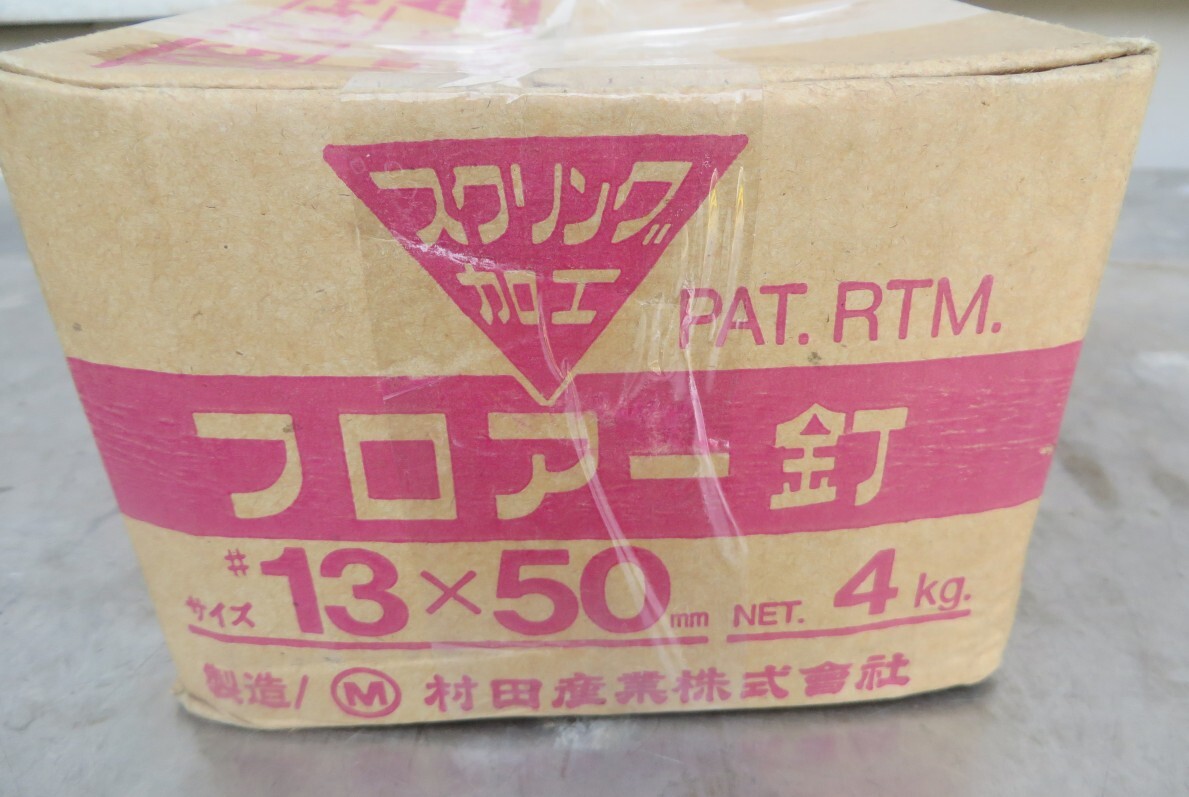 スクリング
加工
PAT. RTM.
フロアー釘
サイズ #13×50mm NET. 4kg.
製造/ M 村田産業株式會社